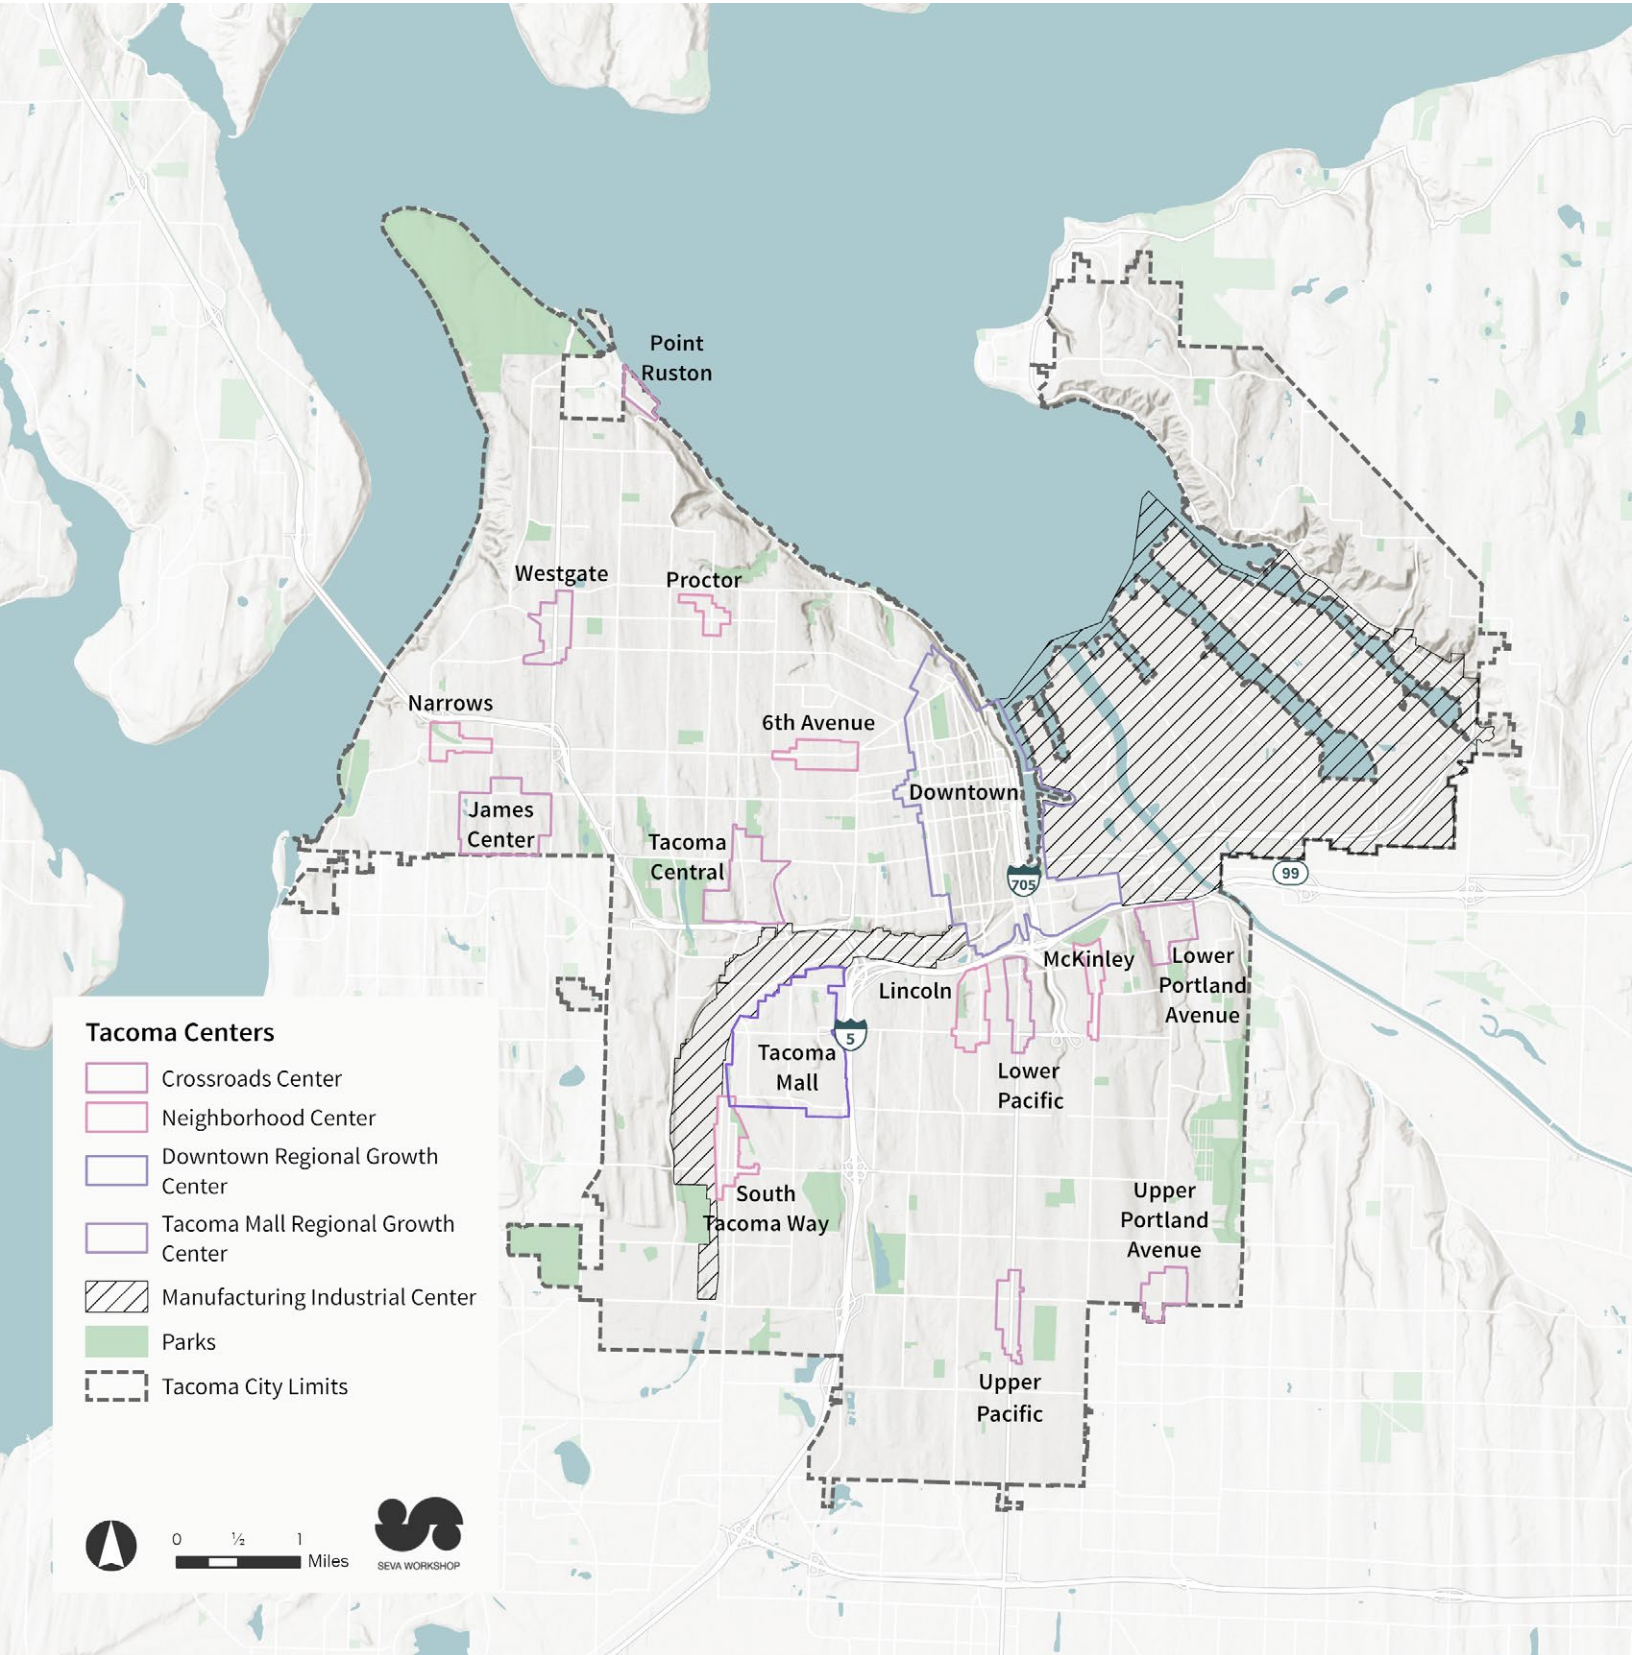 Point
Ruston
Westgate
Proctor
Narrows
6th Avenue
Downtown
James
Center
Tacoma
Central
705
99
McKinley
Lower
Portland
Avenue
Lincoln
5
Tacoma
Mall
Lower
Pacific
South
Tacoma Way
Upper
Portland
Avenue
Upper
Pacific
Tacoma Centers
Crossroads Center
Neighborhood Center
Downtown Regional Growth
Center
Tacoma Mall Regional Growth
Center
Manufacturing Industrial Center
Parks
Tacoma City Limits
0 ½ 1
Miles
SEVA WORKSHOP